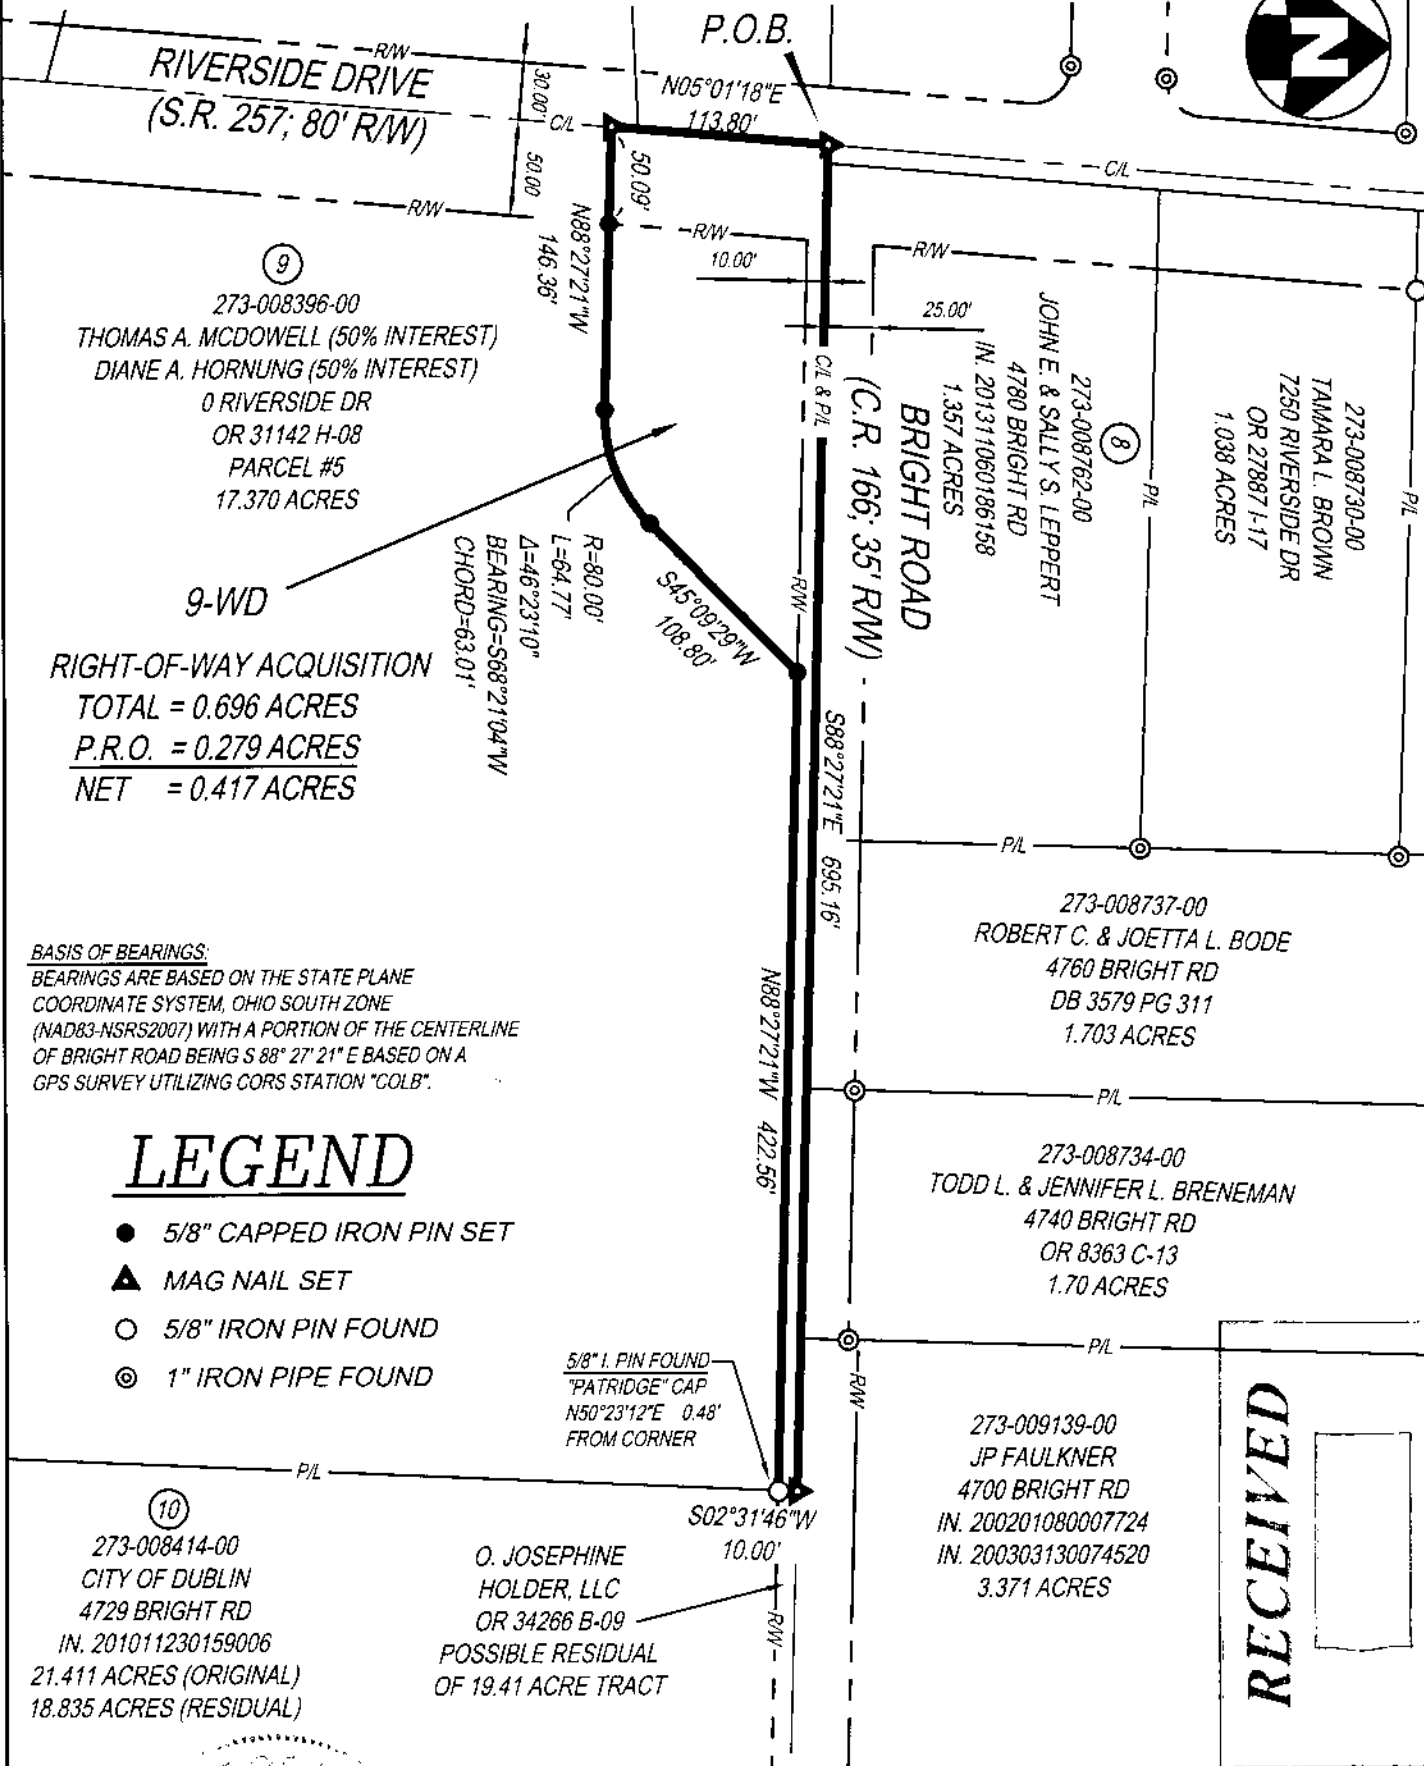 P.O.B.
N
RIVERSIDE DRIVE
(S.R. 257; 80' R/W)
R/W
30.00'
50.00
C/L
N05°01'18"E
113.80'
C/L
R/W
50.09'
N88°27'21"W
146.36'
R/W
10.00'
R/W
25.00'
9
273-008396-00
THOMAS A. MCDOWELL (50% INTEREST)
DIANE A. HORNUNG (50% INTEREST)
0 RIVERSIDE DR
OR 31142 H-08
PARCEL #5
17.370 ACRES
C/L & P/L
BRIGHT ROAD
(C.R. 166; 35' R/W)
8
273-008762-00
JOHN E. & SALLY S. LEPPERT
4780 BRIGHT RD
IN. 201311060186158
1.357 ACRES
P/L
273-008730-00
TAMARA L. BROWN
7250 RIVERSIDE DR
OR 27887 I-17
1.038 ACRES
P/L
R=80.00'
L=64.77'
Δ=46°23'10"
BEARING=S68°21'04"W
CHORD=63.01'
S45°09'29"W
108.80'
R/W
9-WD
RIGHT-OF-WAY ACQUISITION
TOTAL = 0.696 ACRES
P.R.O. = 0.279 ACRES
NET = 0.417 ACRES
S88°27'21"E 695.16'
P/L
273-008737-00
ROBERT C. & JOETTA L. BODE
4760 BRIGHT RD
DB 3579 PG 311
1.703 ACRES
BASIS OF BEARINGS:
BEARINGS ARE BASED ON THE STATE PLANE
COORDINATE SYSTEM, OHIO SOUTH ZONE
(NAD83-NSRS2007) WITH A PORTION OF THE CENTERLINE
OF BRIGHT ROAD BEING S 88° 27' 21" E BASED ON A
GPS SURVEY UTILIZING CORS STATION "COLB".
N88°27'21"W 422.56'
P/L
273-008734-00
TODD L. & JENNIFER L. BRENEMAN
4740 BRIGHT RD
OR 8363 C-13
1.70 ACRES
P/L
LEGEND
5/8" CAPPED IRON PIN SET
MAG NAIL SET
5/8" IRON PIN FOUND
1" IRON PIPE FOUND
5/8" I. PIN FOUND
"PATRIDGE" CAP
N50°23'12"E 0.48'
FROM CORNER
R/W
273-009139-00
JP FAULKNER
4700 BRIGHT RD
IN. 200201080007724
IN. 200303130074520
3.371 ACRES
RECEIVED
P/L
S02°31'46"W
10.00'
10
273-008414-00
CITY OF DUBLIN
4729 BRIGHT RD
IN. 201011230159006
21.411 ACRES (ORIGINAL)
18.835 ACRES (RESIDUAL)
O. JOSEPHINE
HOLDER, LLC
OR 34266 B-09
POSSIBLE RESIDUAL
OF 19.41 ACRE TRACT
R/W